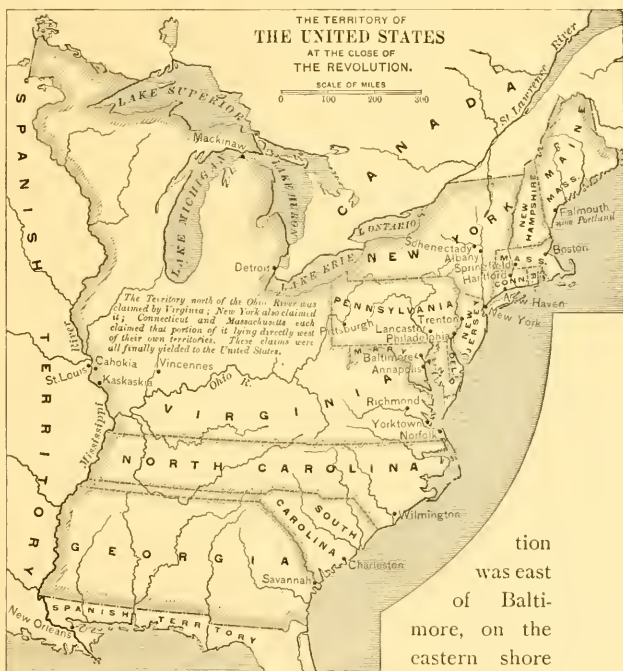 THE TERRITORY OF
THE UNITED STATES
AT THE CLOSE OF
THE REVOLUTION.
SCALE OF MILES
0 100 200 300
SPANISH
TERRITORY
LAKE SUPERIOR
Mackinaw
LAKE MICHIGAN
LAKE HURON
CANADA
St Lawrence River
L ONTARIO
LAKE ERIE
Detroit
NEW YORK
NEW HAMPSHIRE
MAINE
MASS.
Falmouth
now Portland
Schenectady
Albany
Springfield
Hartford
MASS.
CONN.
Boston
New Haven
New York
The Territory north of the Ohio River was
claimed by Virginia; New York also claimed
it; Connecticut and Massachusetts each
claimed that portion of it lying directly west
of their own territories. These claims were
all finally yielded to the United States.
PENNSYLVANIA
Pittsburgh
Lancaster
Trenton
Philadelphia
NEW JERSEY
DEL.
Baltimore
Annapolis
St. Louis
Cahokia
Kaskaskia
Vincennes
Ohio R.
Mississippi
River
VIRGINIA
Richmond
Yorktown
Norfolk
NORTH CAROLINA
SOUTH
CAROLINA
Wilmington
GEORGIA
Charleston
Savannah
SPANISH TERRITORY
New Orleans
tion
was east
of Balti-
more, on the
eastern shore